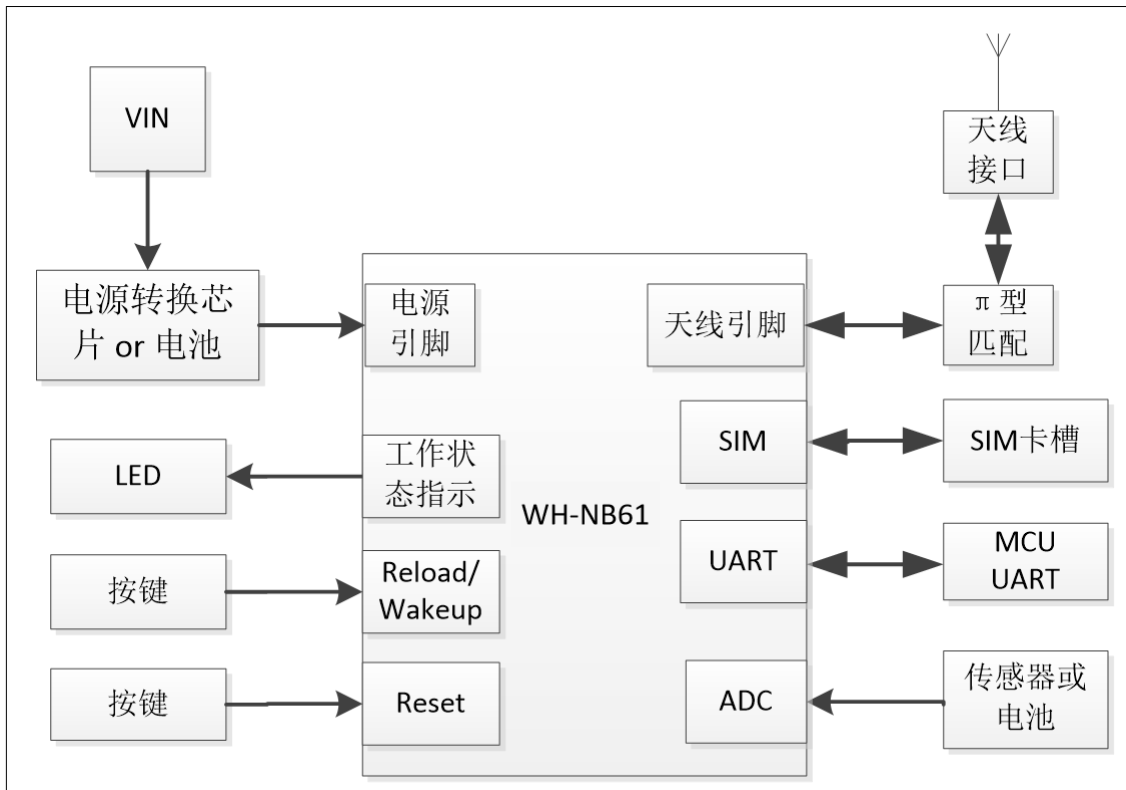 VIN
天线
接口
电源转换芯
片 or 电池
电源
引脚
天线引脚
π 型
匹配
LED
工作状
态指示
SIM
SIM卡槽
WH-NB61
按键
Reload/
Wakeup
UART
MCU
UART
按键
Reset
ADC
传感器或
电池